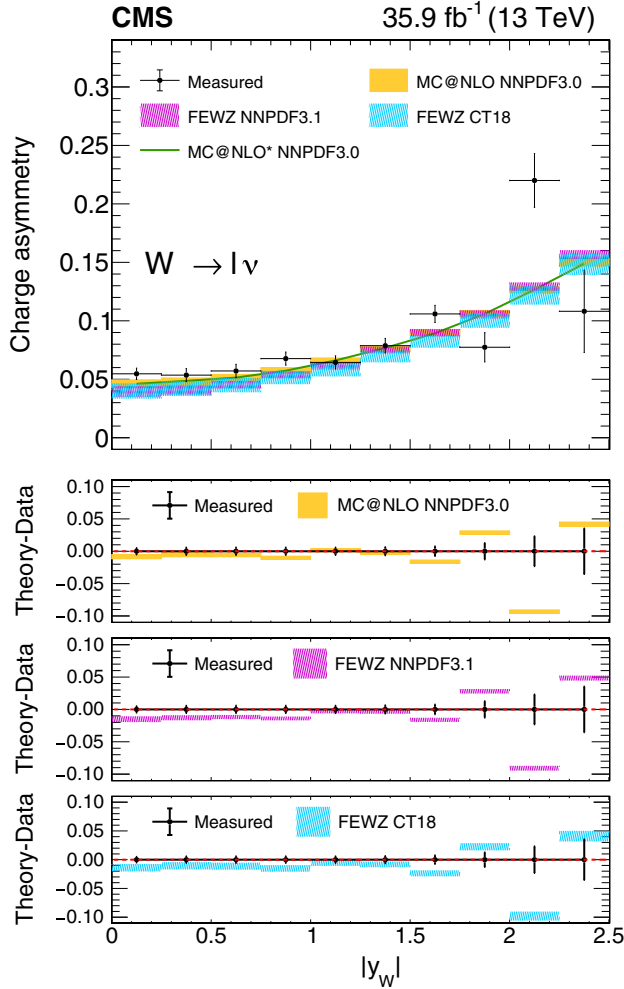 CMS 35.9 fb⁻¹ (13 TeV)
Charge asymmetry
0.3
0.25
0.2
0.15
0.1
0.05
0
Measured MC@NLO NNPDF3.0
FEWZ NNPDF3.1 FEWZ CT18
MC@NLO* NNPDF3.0
W → l ν
Theory-Data
0.10
0.05
0.00
−0.05
−0.10
Measured MC@NLO NNPDF3.0
Theory-Data
0.10
0.05
0.00
−0.05
−0.10
Measured FEWZ NNPDF3.1
Theory-Data
0.10
0.05
0.00
−0.05
−0.10
Measured FEWZ CT18
0 0.5 1 1.5 2 2.5
|y_W|